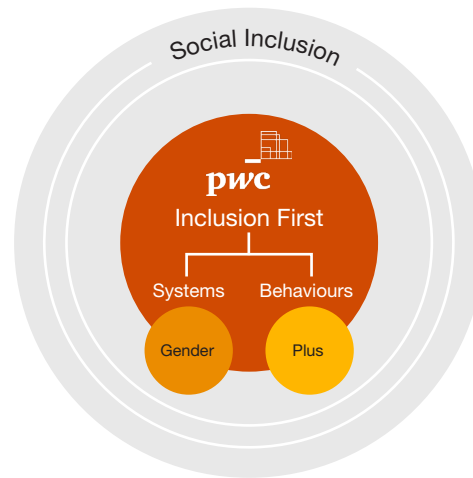 Social Inclusion
pwc
Inclusion First
Systems Behaviours
Gender Plus